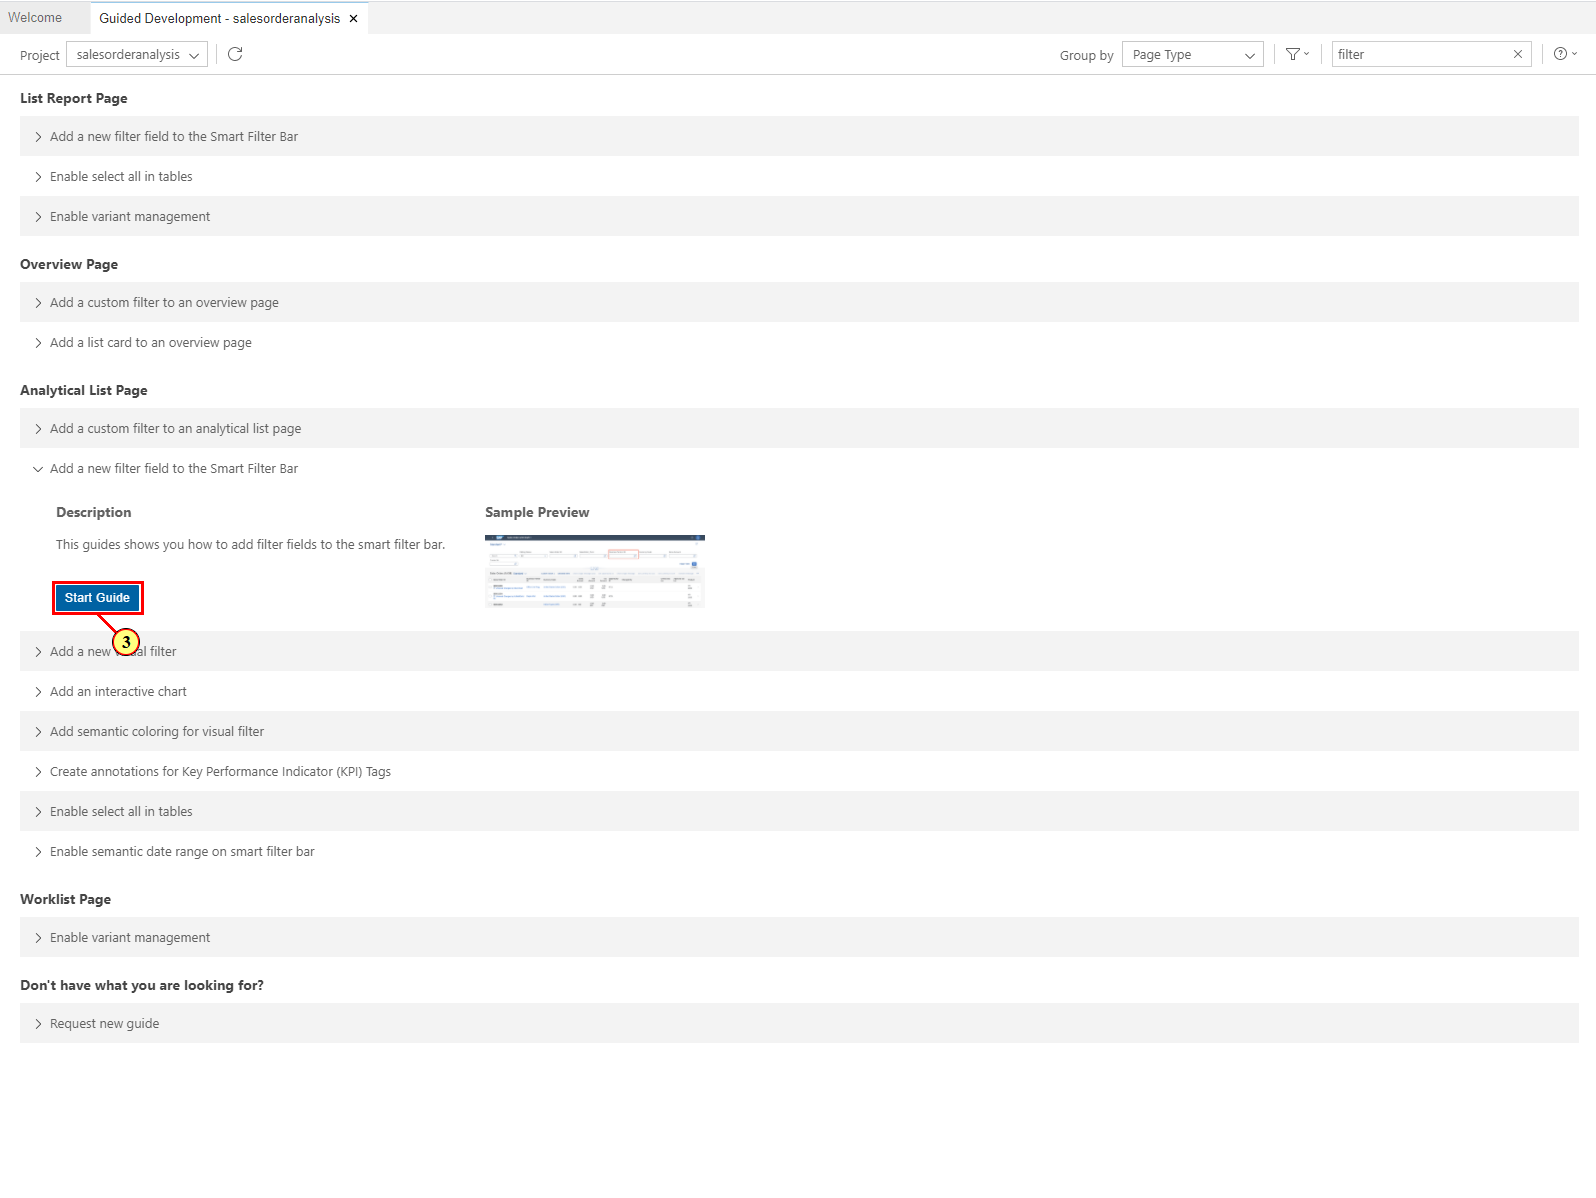 Welcome
Guided Development - salesorderanalysis
Project salesorderanalysis
Group by Page Type
filter
List Report Page
Add a new filter field to the Smart Filter Bar
Enable select all in tables
Enable variant management
Overview Page
Add a custom filter to an overview page
Add a list card to an overview page
Analytical List Page
Add a custom filter to an analytical list page
Add a new filter field to the Smart Filter Bar
Description
Sample Preview
This guides shows you how to add filter fields to the smart filter bar.
Start Guide
3
Add a new filter
Add an interactive chart
Add semantic coloring for visual filter
Create annotations for Key Performance Indicator (KPI) Tags
Enable select all in tables
Enable semantic date range on smart filter bar
Worklist Page
Enable variant management
Don't have what you are looking for?
Request new guide